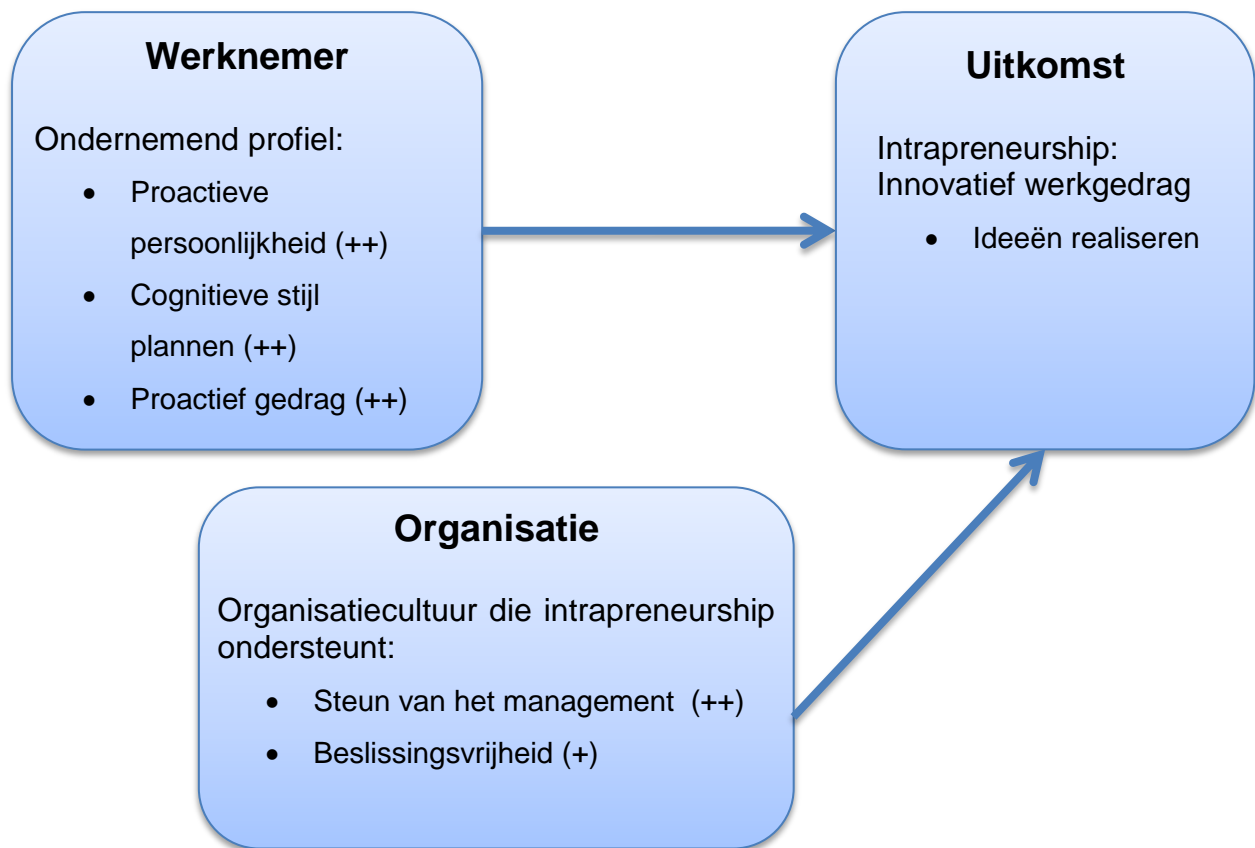 Werknemer
Ondernemend profiel:
• Proactieve
persoonlijkheid (++)
• Cognitieve stijl
plannen (++)
• Proactief gedrag (++)
Uitkomst
Intrapreneurship:
Innovatief werkgedrag
• Ideeën realiseren
Organisatie
Organisatiecultuur die intrapreneurship
ondersteunt:
• Steun van het management (++)
• Beslissingsvrijheid (+)